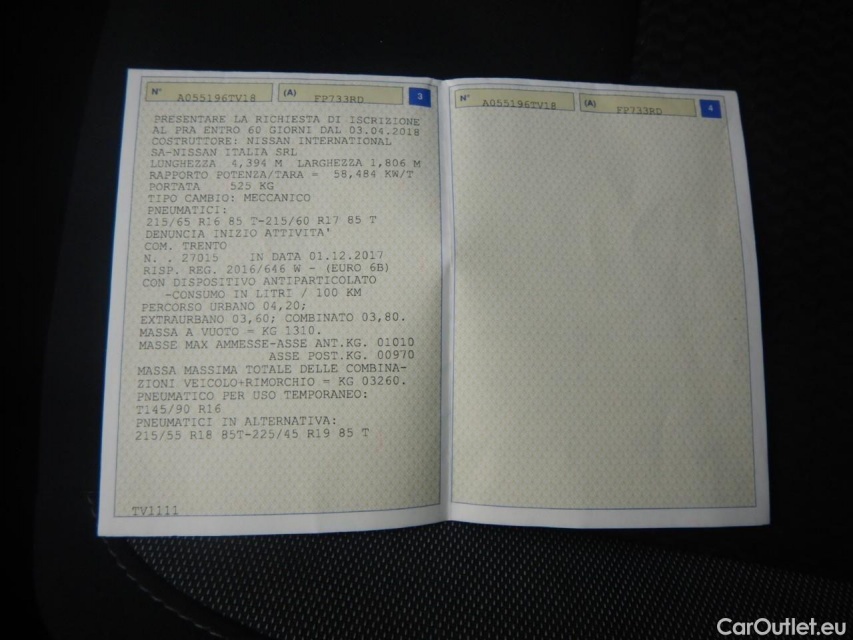 N° A055196TV18 (A) FP733RD 3
PRESENTARE LA RICHIESTA DI ISCRIZIONE
AL PRA ENTRO 60 GIORNI DAL 03.04.2018
COSTRUTTORE: NISSAN INTERNATIONAL
SA-NISSAN ITALIA SRL
LUNGHEZZA 4,394 M LARGHEZZA 1,806 M
RAPPORTO POTENZA/TARA = 58,484 KW/T
PORTATA 525 KG
TIPO CAMBIO: MECCANICO
PNEUMATICI:
215/65 R16 85 T-215/60 R17 85 T
DENUNCIA INIZIO ATTIVITA'
COM. TRENTO
N. . 27015 IN DATA 01.12.2017
RISP. REG. 2016/646 W - (EURO 6B)
CON DISPOSITIVO ANTIPARTICOLATO
-CONSUMO IN LITRI / 100 KM
PERCORSO URBANO 04,20;
EXTRAURBANO 03,60; COMBINATO 03,80.
MASSA A VUOTO = KG 1310.
MASSE MAX AMMESSE-ASSE ANT.KG. 01010
ASSE POST.KG. 00970
MASSA MASSIMA TOTALE DELLE COMBINA-
ZIONI VEICOLO+RIMORCHIO = KG 03260.
PNEUMATICO PER USO TEMPORANEO:
T145/90 R16
PNEUMATICI IN ALTERNATIVA:
215/55 R18 85T-225/45 R19 85 T
TV1111
N° A055196TV18 (A) FP733RD 4
CarOutlet.eu